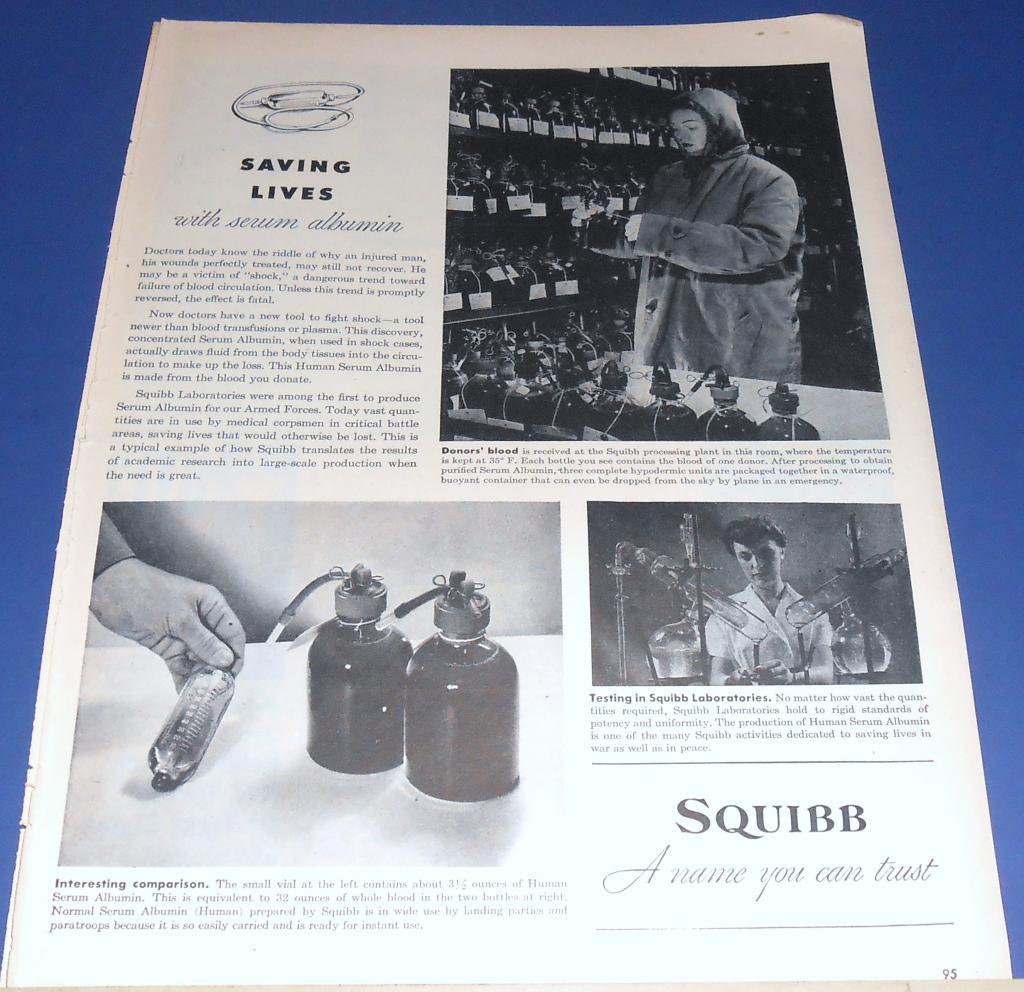 SAVING
LIVES
with serum albumin
Doctors today know the riddle of why an injured man,
his wounds perfectly treated, may still not recover. He
may be a victim of "shock," a dangerous trend toward
failure of blood circulation. Unless this trend is promptly
reversed, the effect is fatal.
Now doctors have a new tool to fight shock—a tool
newer than blood transfusions or plasma. This discovery,
concentrated Serum Albumin, when used in shock cases,
actually draws fluid from the body tissues into the circu-
lation to make up the loss. This Human Serum Albumin
is made from the blood you donate.
Squibb Laboratories were among the first to produce
Serum Albumin for our Armed Forces. Today vast quan-
tities are in use by medical corpsmen in critical battle
areas, saving lives that would otherwise be lost. This is
a typical example of how Squibb translates the results
of academic research into large-scale production when
the need is great.
Donors' blood is received at the Squibb processing plant in this room, where the temperature
is kept at 35° F. Each bottle you see contains the blood of one donor. After processing to obtain
purified Serum Albumin, three complete hypodermic units are packaged together in a waterproof,
buoyant container that can even be dropped from the sky by plane in an emergency.
Interesting comparison. The small vial at the left contains about 3½ ounces of Human
Serum Albumin. This is equivalent to 32 ounces of whole blood in the two bottles at right.
Normal Serum Albumin (Human) prepared by Squibb is in wide use by landing parties and
paratroops because it is so easily carried and is ready for instant use.
Testing in Squibb Laboratories. No matter how vast the quan-
tities required, Squibb Laboratories hold to rigid standards of
potency and uniformity. The production of Human Serum Albumin
is one of the many Squibb activities dedicated to saving lives in
war as well as in peace.
SQUIBB
A name you can trust
95